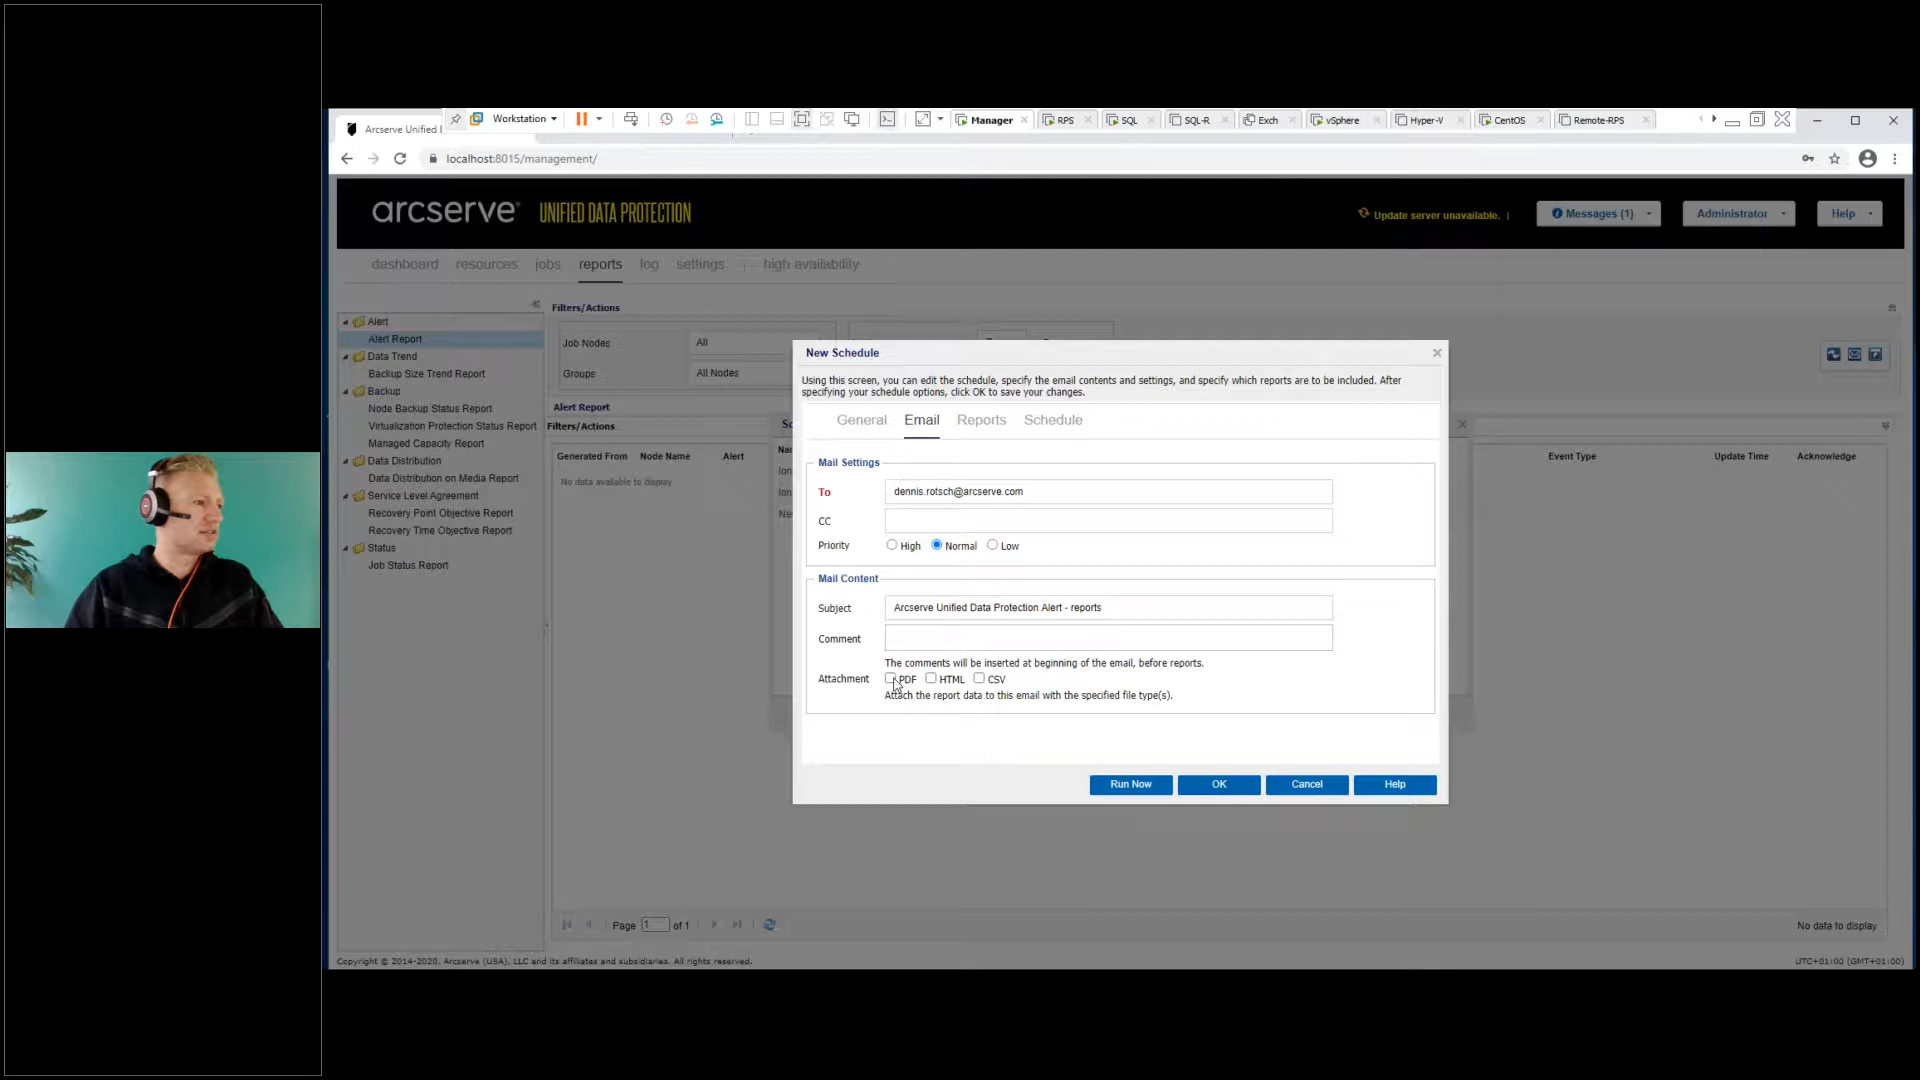 Arcserve Unified
Workstation
Manager
RPS
SQL
SQL-R
Exch
vSphere
Hyper-V
CentOS
Remote-RPS
localhost:8015/management/
arcserve® UNIFIED DATA PROTECTION
Update server unavailable. |
Messages (1)
Administrator
Help
dashboard resources jobs reports log settings | high availability
Alert
Alert Report
Data Trend
Backup Size Trend Report
Backup
Node Backup Status Report
Virtualization Protection Status Report
Managed Capacity Report
Data Distribution
Data Distribution on Media Report
Service Level Agreement
Recovery Point Objective Report
Recovery Time Objective Report
Status
Job Status Report
Filters/Actions
Job Nodes All
Groups All Nodes
Alert Report
Filters/Actions
Generated From Node Name Alert
Event Type Update Time Acknowledge
No data available to display
New Schedule
Using this screen, you can edit the schedule, specify the email contents and settings, and specify which reports are to be included. After
specifying your schedule options, click OK to save your changes.
General Email Reports Schedule
Mail Settings
To dennis.rotsch@arcserve.com
CC
Priority High Normal Low
Mail Content
Subject Arcserve Unified Data Protection Alert - reports
Comment
The comments will be inserted at beginning of the email, before reports.
Attachment PDF HTML CSV
Attach the report data to this email with the specified file type(s).
Run Now OK Cancel Help
Page 1 of 1
No data to display
Copyright © 2014-2020, Arcserve (USA), LLC and its affiliates and subsidiaries. All rights reserved.
UTC+01:00 (GMT+01:00)